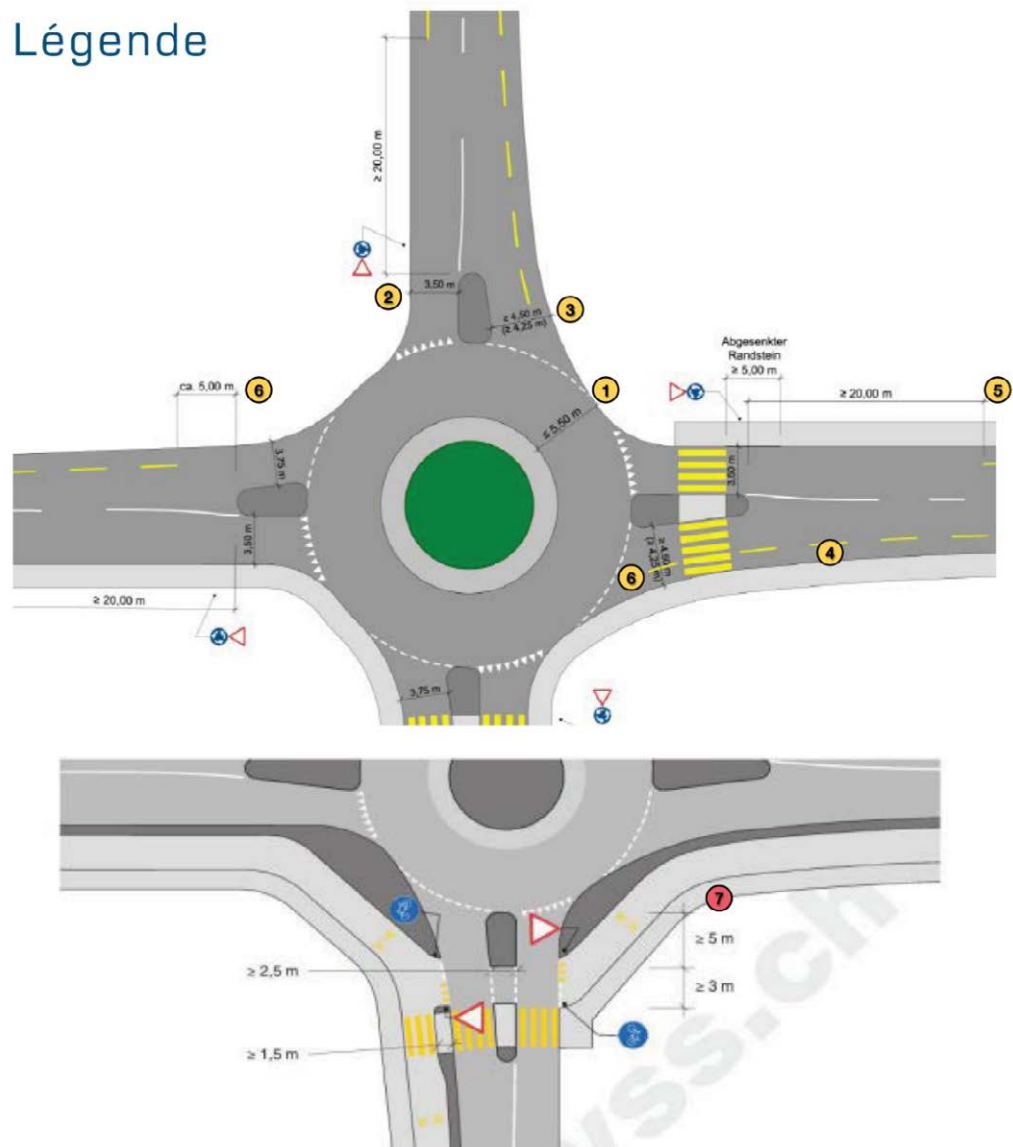 Légende
≥ 20,00 m
2
3,50 m
≥ 4,50 m
(≥ 4,25 m)
3
Abgesenkter
Randstein
≥ 5,00 m
ca. 5,00 m
6
1
≥ 20,00 m
5
≤ 5,50 m
3,75 m
3,50 m
3,50 m
≥ 4,50 m
(≥ 4,25 m)
4
6
≥ 20,00 m
3,75 m
7
≥ 5 m
≥ 2,5 m
≥ 3 m
≥ 1,5 m
vss.ch